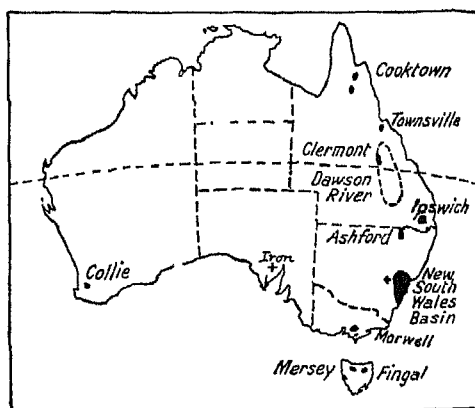 Cooktown
Townsville
Clermont
Dawson
River
Ipswich
Ashford
Iron
Collie
New
South
Wales
Basin
Morwell
Mersey
Fingal